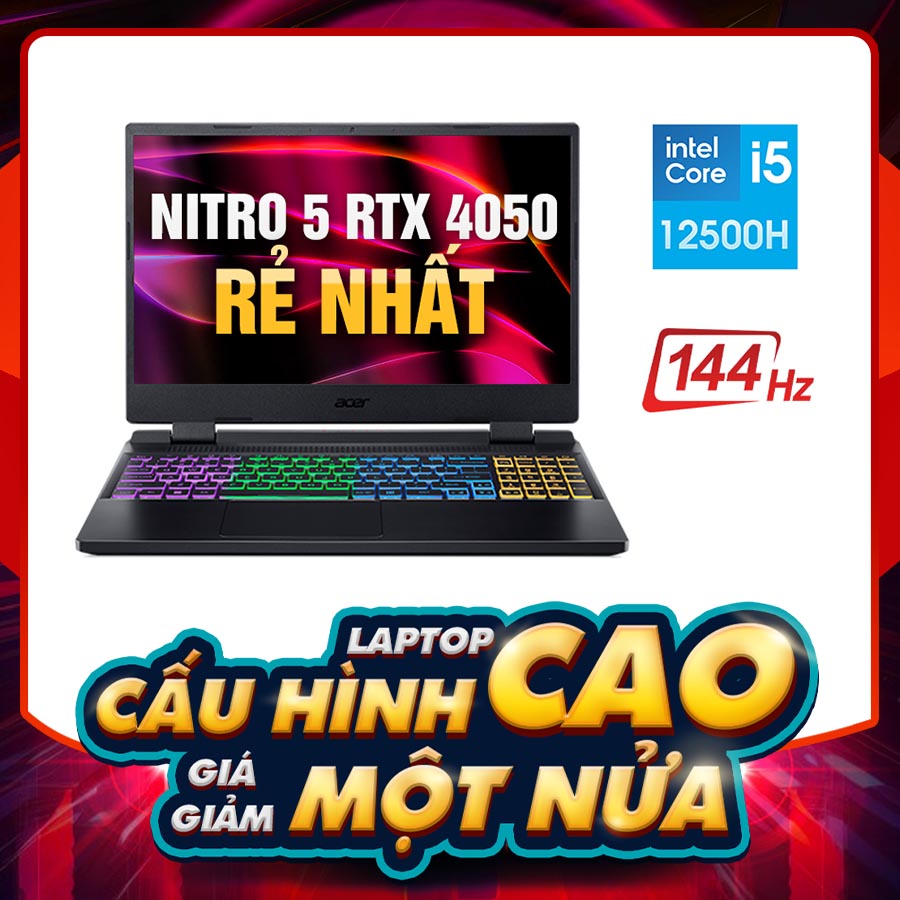 NITRO 5 RTX 4050
RẺ NHẤT
acer
intel
Core
i5
12500H
144Hz
LAPTOP
CẤU HÌNH CAO
GIÁ
GIẢM
MỘT NỬA